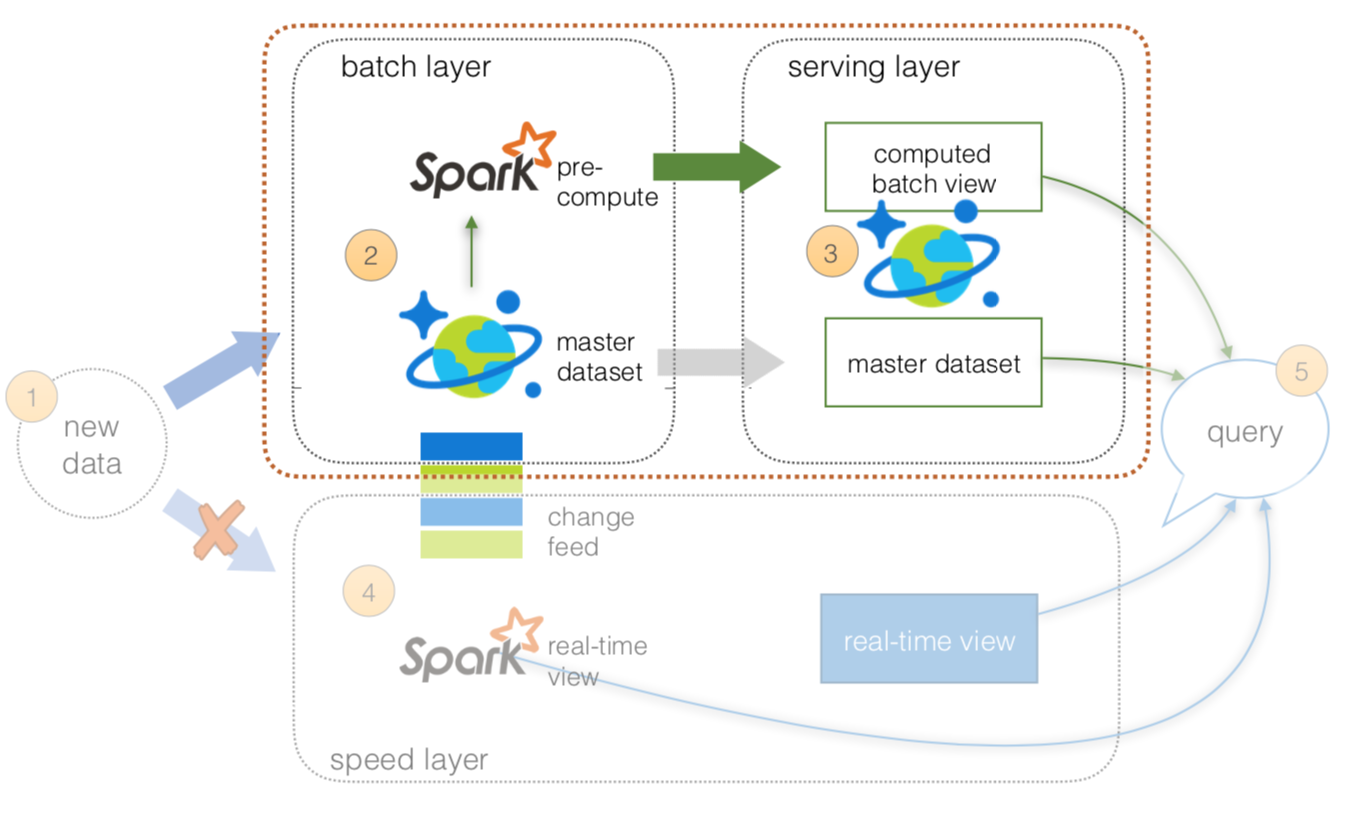 batch layer
serving layer
Spark
pre-
compute
computed
batch view
2
3
master
dataset
master dataset
1
new
data
5
query
change
feed
4
Spark
real-time
view
real-time view
speed layer